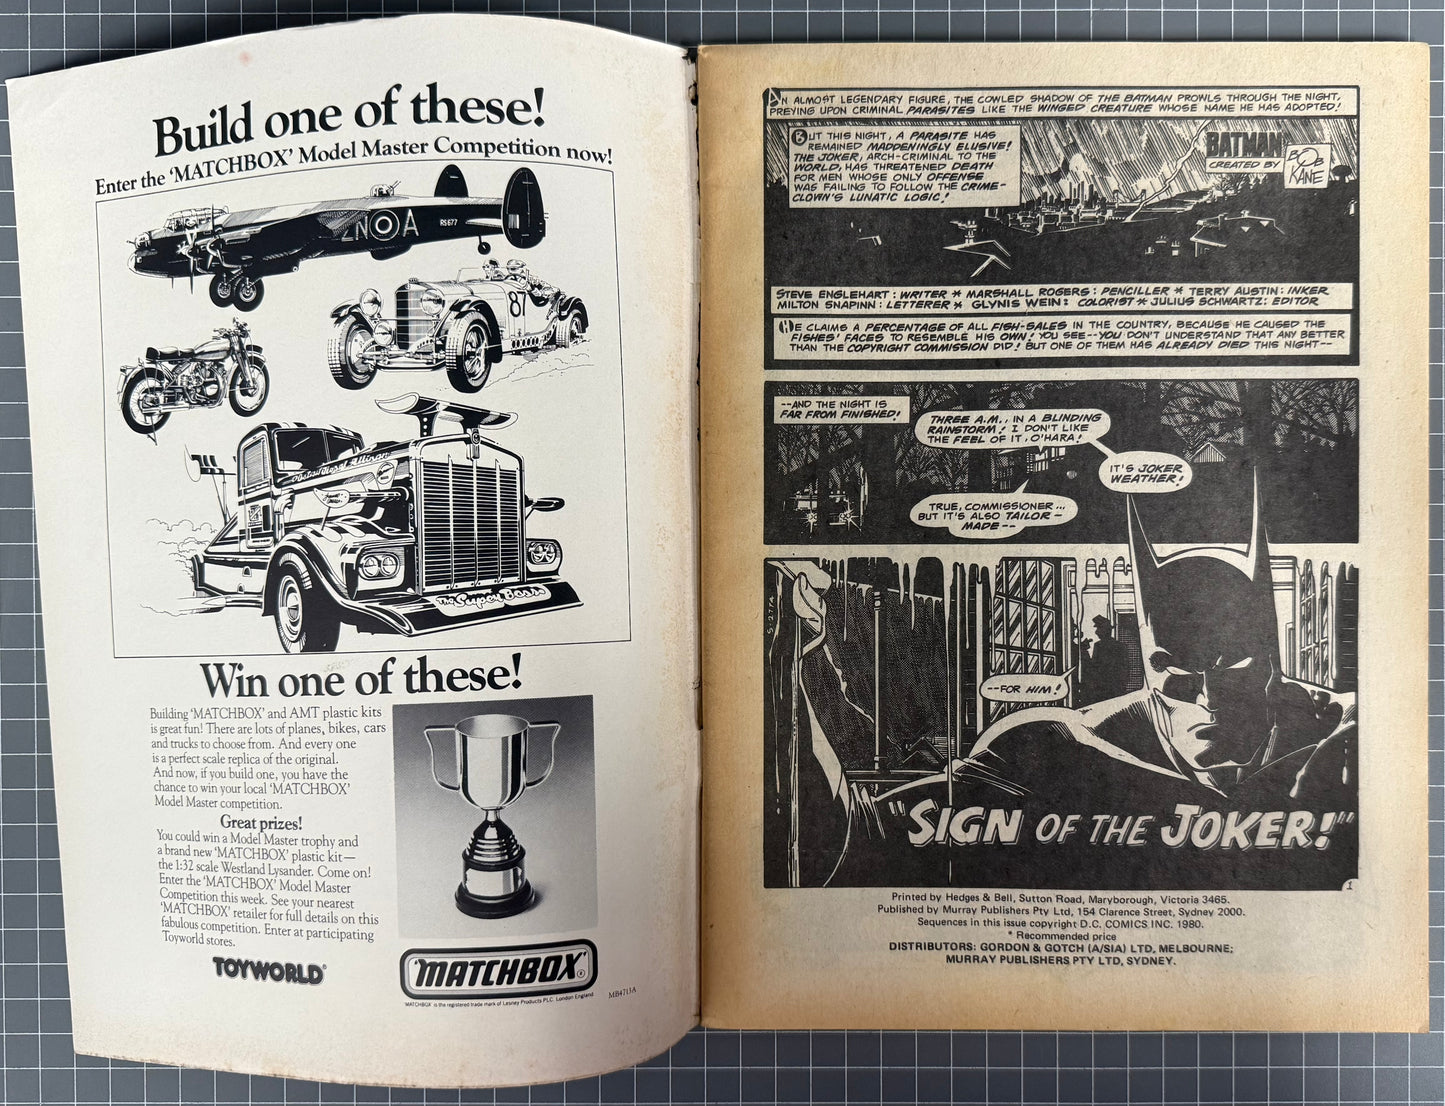 Build one of these!
Enter the 'MATCHBOX' Model Master Competition now!
ZN A
RS677
87
Detroit Diesel Allison
The Super Boss
Win one of these!
Building 'MATCHBOX' and AMT plastic kits
is great fun! There are lots of planes, bikes, cars
and trucks to choose from. And every one
is a perfect scale replica of the original.
And now, if you build one, you have the
chance to win your local 'MATCHBOX'
Model Master competition.
Great prizes!
You could win a Model Master trophy and
a brand new 'MATCHBOX' plastic kit—
the 1:32 scale Westland Lysander. Come on!
Enter the 'MATCHBOX' Model Master
Competition this week. See your nearest
'MATCHBOX' retailer for full details on this
fabulous competition. Enter at participating
Toyworld stores.
TOYWORLD
"MATCHBOX"®
'MATCHBOX' is the registered trade mark of Lesney Products P.L.C. London England
MB4713A
AN ALMOST LEGENDARY FIGURE, THE COWLED SHADOW OF THE BATMAN PROWLS THROUGH THE NIGHT,
PREYING UPON CRIMINAL PARASITES LIKE THE WINGED CREATURE WHOSE NAME HE HAS ADOPTED!
BUT THIS NIGHT, A PARASITE HAS
REMAINED MADDENINGLY ELUSIVE!
THE JOKER, ARCH-CRIMINAL TO THE
WORLD, HAS THREATENED DEATH
FOR MEN WHOSE ONLY OFFENSE
WAS FAILING TO FOLLOW THE CRIME-
CLOWN'S LUNATIC LOGIC!
BATMAN
CREATED BY
BOB
KANE
STEVE ENGLEHART: WRITER * MARSHALL ROGERS: PENCILLER * TERRY AUSTIN: INKER
MILTON SNAPINN: LETTERER * GLYNIS WEIN: COLORIST * JULIUS SCHWARTZ: EDITOR
HE CLAIMS A PERCENTAGE OF ALL FISH-SALES IN THE COUNTRY, BECAUSE HE CAUSED THE
FISHES' FACES TO RESEMBLE HIS OWN! YOU SEE--YOU DON'T UNDERSTAND THAT ANY BETTER
THAN THE COPYRIGHT COMMISSION DID! BUT ONE OF THEM HAS ALREADY DIED THIS NIGHT--
--AND THE NIGHT IS
FAR FROM FINISHED!
THREE A.M., IN A BLINDING
RAINSTORM! I DON'T LIKE
THE FEEL OF IT, O'HARA!
IT'S JOKER
WEATHER!
TRUE, COMMISSIONER...
BUT IT'S ALSO TAILOR-
MADE--
S-2774
--FOR HIM!
"SIGN OF THE JOKER!"
1
Printed by Hedges & Bell, Sutton Road, Maryborough, Victoria 3465.
Published by Murray Publishers Pty Ltd, 154 Clarence Street, Sydney 2000.
Sequences in this issue copyright D.C. COMICS INC. 1980.
* Recommended price
DISTRIBUTORS: GORDON & GOTCH (A/SIA) LTD, MELBOURNE;
MURRAY PUBLISHERS PTY LTD, SYDNEY.